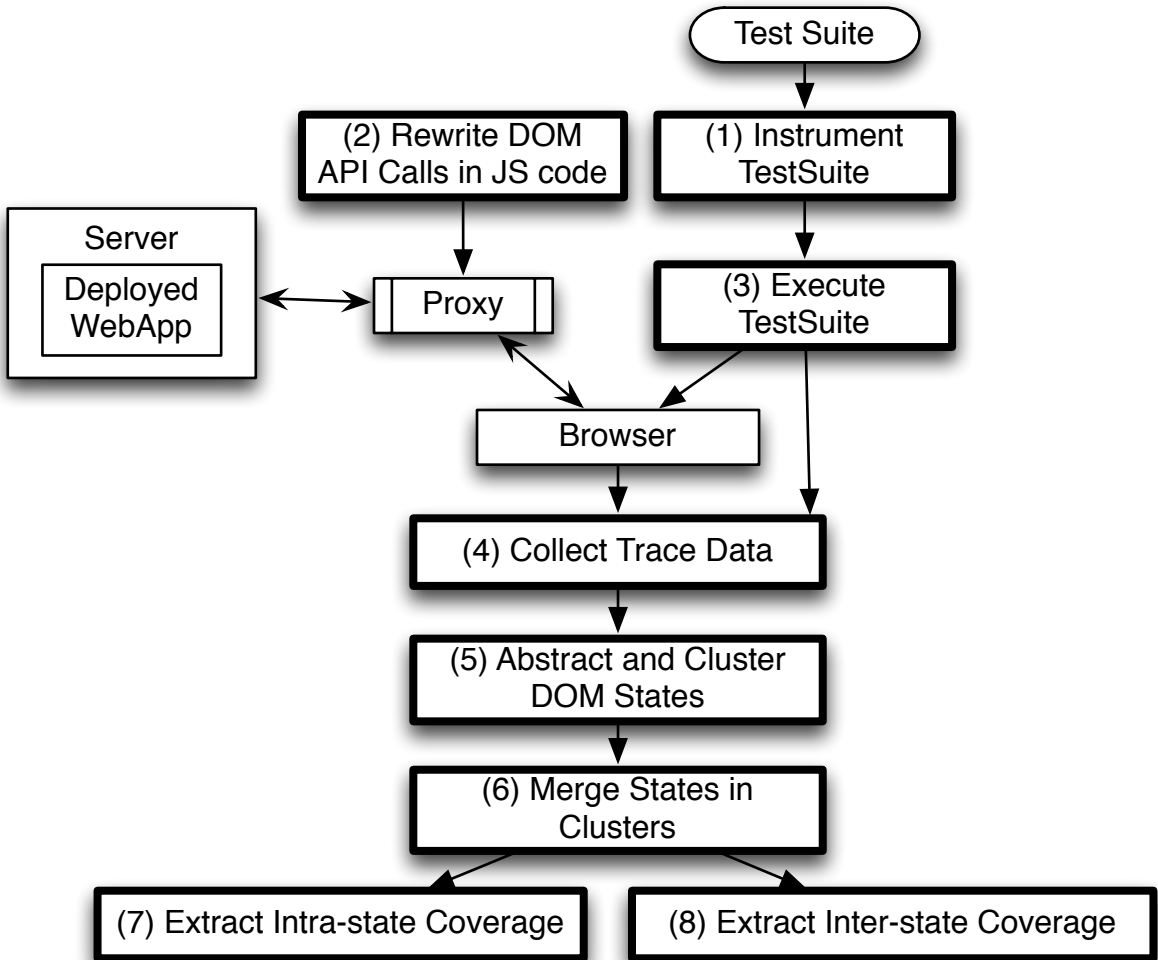 Test Suite
(2) Rewrite DOM
API Calls in JS code
(1) Instrument
TestSuite
Server
Deployed
WebApp
Proxy
(3) Execute
TestSuite
Browser
(4) Collect Trace Data
(5) Abstract and Cluster
DOM States
(6) Merge States in
Clusters
(7) Extract Intra-state Coverage
(8) Extract Inter-state Coverage